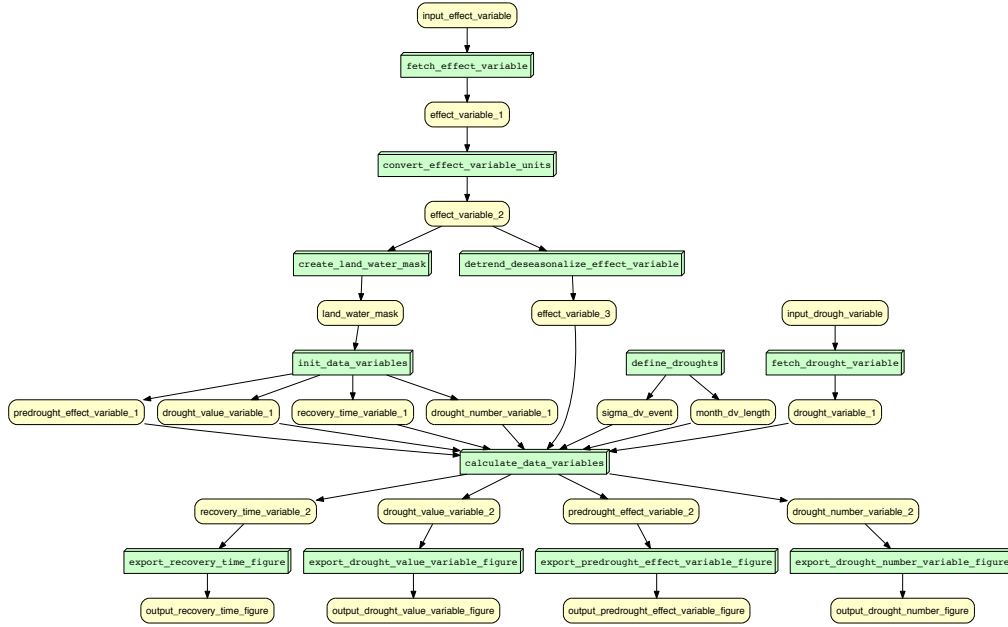 input_effect_variable
fetch_effect_variable
effect_variable_1
convert_effect_variable_units
effect_variable_2
create_land_water_mask
detrend_deseasonalize_effect_variable
land_water_mask
effect_variable_3
input_drough_variable
init_data_variables
define_droughts
fetch_drought_variable
predrought_effect_variable_1
drought_value_variable_1
recovery_time_variable_1
drought_number_variable_1
sigma_dv_event
month_dv_length
drought_variable_1
calculate_data_variables
recovery_time_variable_2
drought_value_variable_2
predrought_effect_variable_2
drought_number_variable_2
export_recovery_time_figure
export_drought_value_variable_figure
export_predrought_effect_variable_figure
export_drought_number_variable_figure
output_recovery_time_figure
output_drought_value_variable_figure
output_predrought_effect_variable_figure
output_drought_number_figure